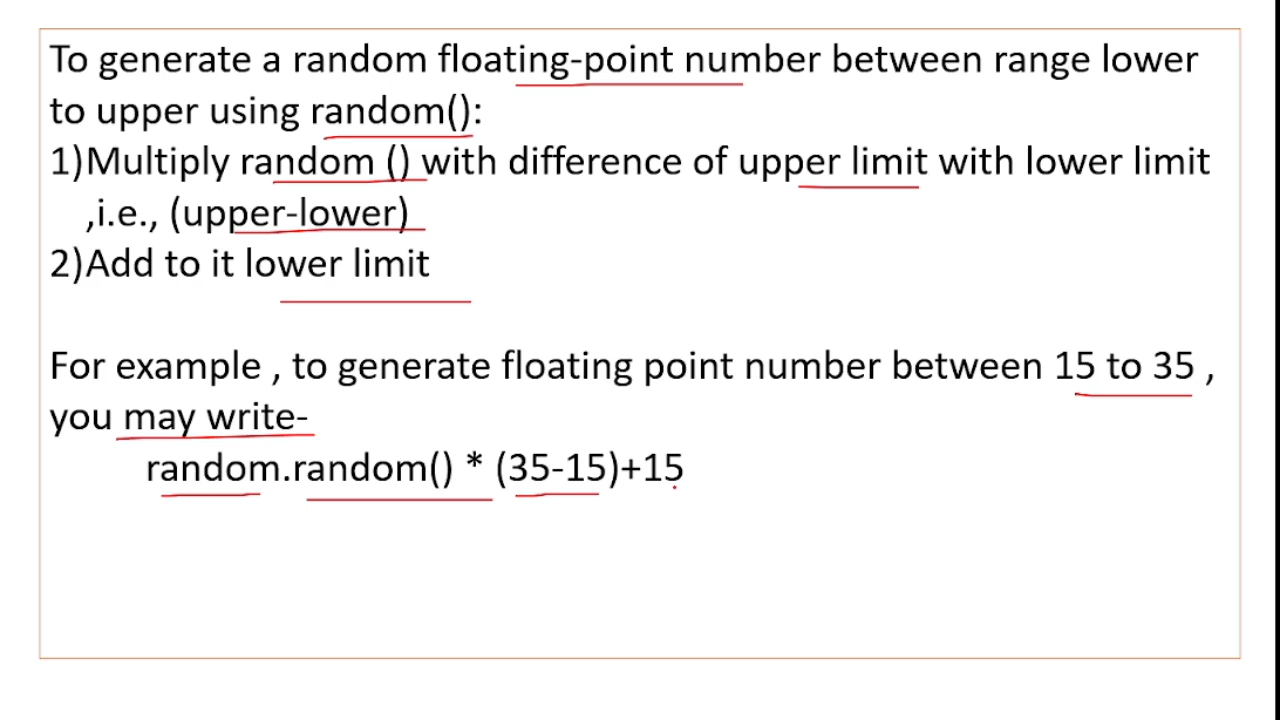 To generate a random floating-point number between range lower
to upper using random():
1)Multiply random () with difference of upper limit with lower limit
,i.e., (upper-lower)
2)Add to it lower limit
For example , to generate floating point number between 15 to 35 ,
you may write-
random.random() * (35-15)+15